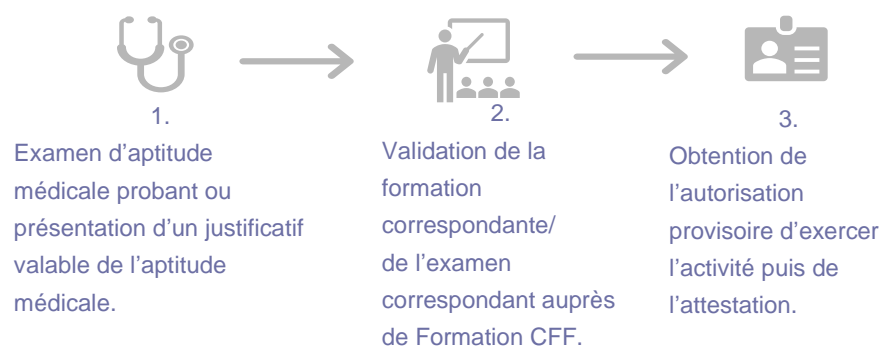 1.
Examen d’aptitude
médicale probant ou
présentation d’un justificatif
valable de l’aptitude
médicale.
2.
Validation de la
formation
correspondante/
de l’examen
correspondant auprès
de Formation CFF.
3.
Obtention de
l’autorisation
provisoire d’exercer
l’activité puis de
l’attestation.